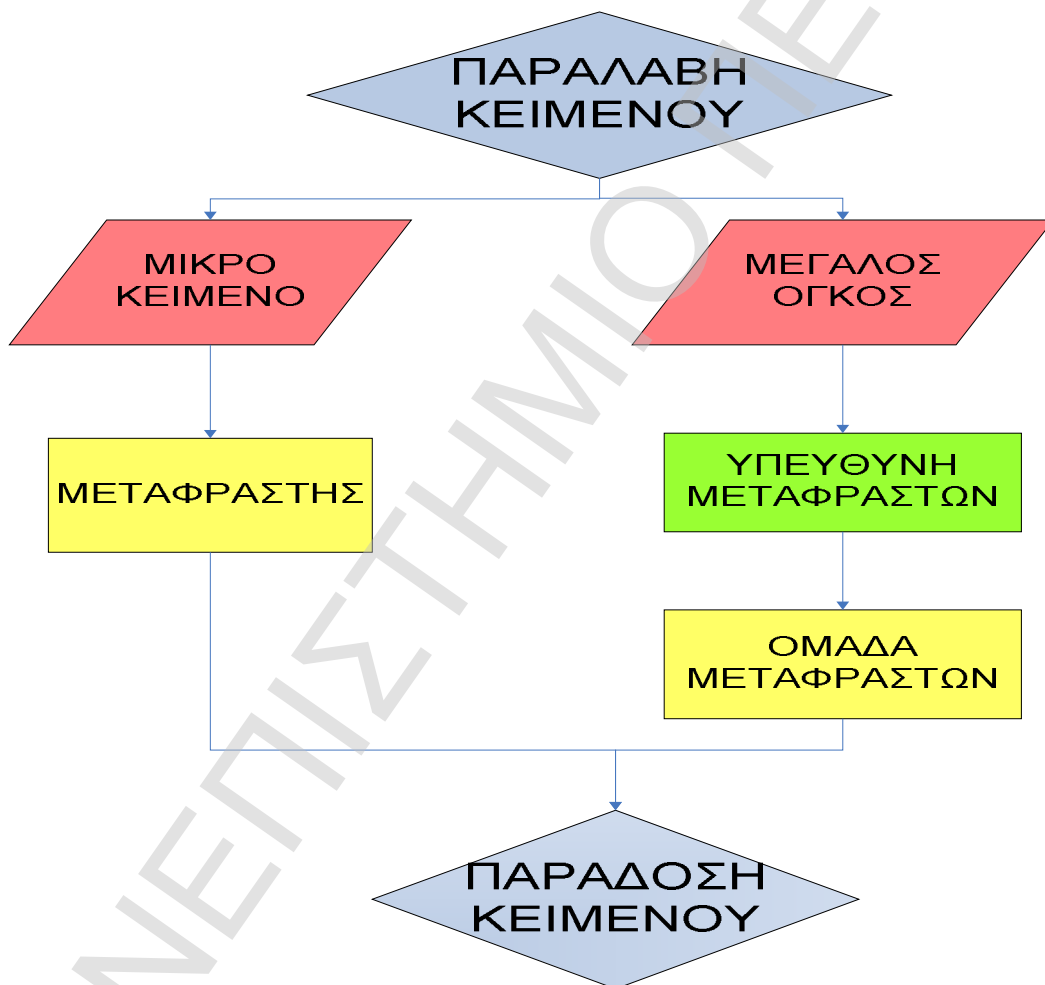 ΠΑΡΑΛΑΒΗ
ΚΕΙΜΕΝΟΥ
ΜΙΚΡΟ
ΚΕΙΜΕΝΟ
ΜΕΓΑΛΟΣ
ΟΓΚΟΣ
ΜΕΤΑΦΡΑΣΤΗΣ
ΥΠΕΥΘΥΝΗ
ΜΕΤΑΦΡΑΣΤΩΝ
ΟΜΑΔΑ
ΜΕΤΑΦΡΑΣΤΩΝ
ΠΑΡΑΔΟΣΗ
ΚΕΙΜΕΝΟΥ